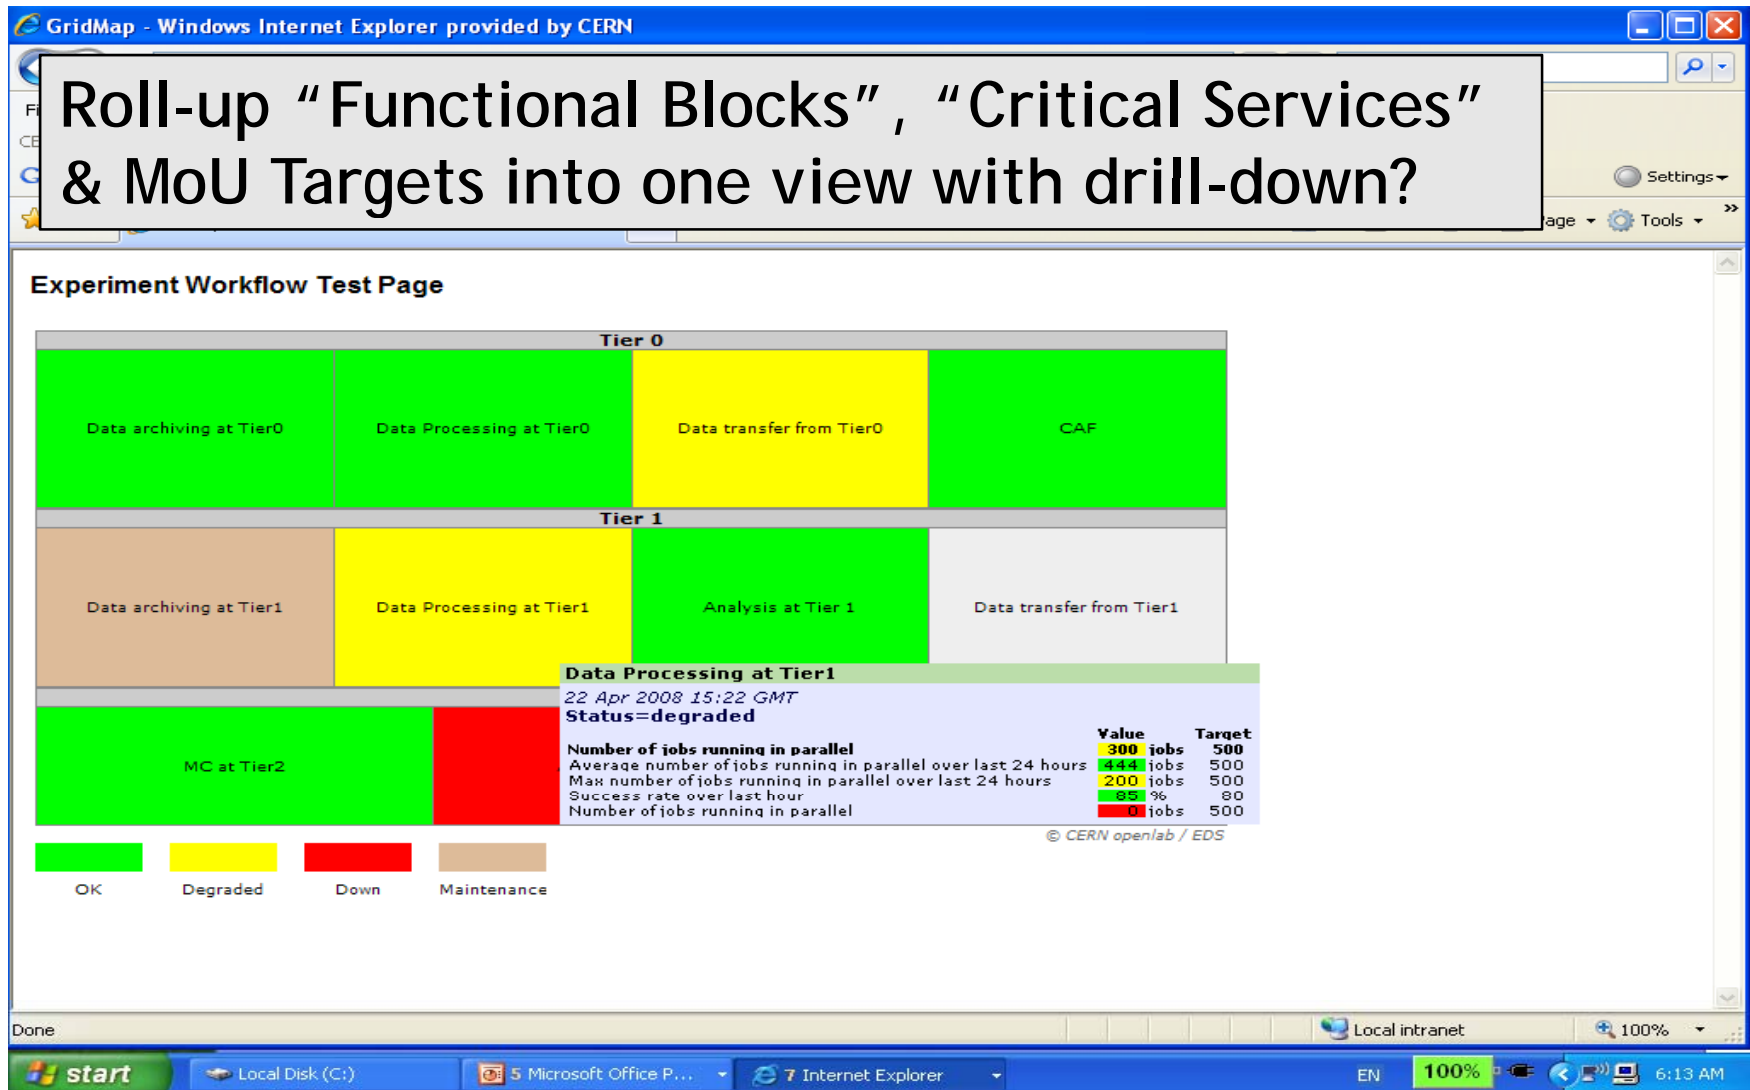 GridMap - Windows Internet Explorer provided by CERN
Roll-up “Functional Blocks”, “Critical Services”
& MoU Targets into one view with drill-down?
Settings
Tools
Experiment Workflow Test Page
Tier 0
Data archiving at Tier0
Data Processing at Tier0
Data transfer from Tier0
CAF
Tier 1
Data archiving at Tier1
Data Processing at Tier1
Analysis at Tier 1
Data transfer from Tier1
Data Processing at Tier1
22 Apr 2008 15:22 GMT
Status=degraded
Value Target
Number of jobs running in parallel 300 jobs 500
Average number of jobs running in parallel over last 24 hours 444 jobs 500
Max number of jobs running in parallel over last 24 hours 200 jobs 500
Success rate over last hour 85 % 80
Number of jobs running in parallel 0 jobs 500
MC at Tier2
© CERN openlab / EDS
OK Degraded Down Maintenance
Done
Local intranet
100%
start
Local Disk (C:)
5 Microsoft Office P...
7 Internet Explorer
EN
100%
6:13 AM